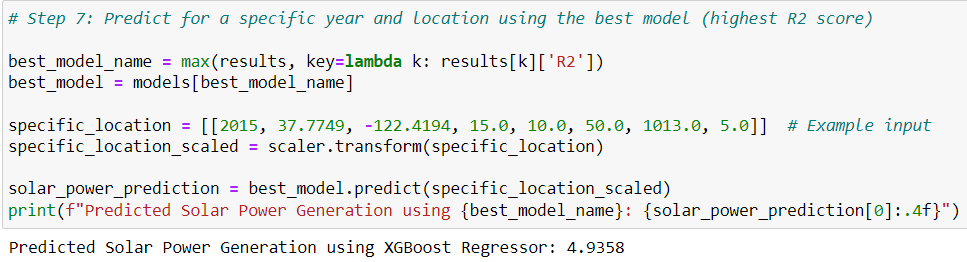 # Step 7: Predict for a specific year and location using the best model (highest R2 score)
best_model_name = max(results, key=lambda k: results[k]['R2'])
best_model = models[best_model_name]
specific_location = [[2015, 37.7749, -122.4194, 15.0, 10.0, 50.0, 1013.0, 5.0]]  # Example input
specific_location_scaled = scaler.transform(specific_location)
solar_power_prediction = best_model.predict(specific_location_scaled)
print(f"Predicted Solar Power Generation using {best_model_name}: {solar_power_prediction[0]:.4f}")
Predicted Solar Power Generation using XGBoost Regressor: 4.9358